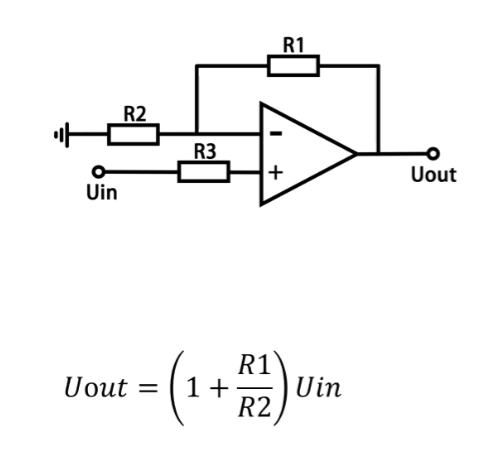 R1
R2
-
R3
+
Uin
Uout
Uout = (1 + R1/R2) Uin